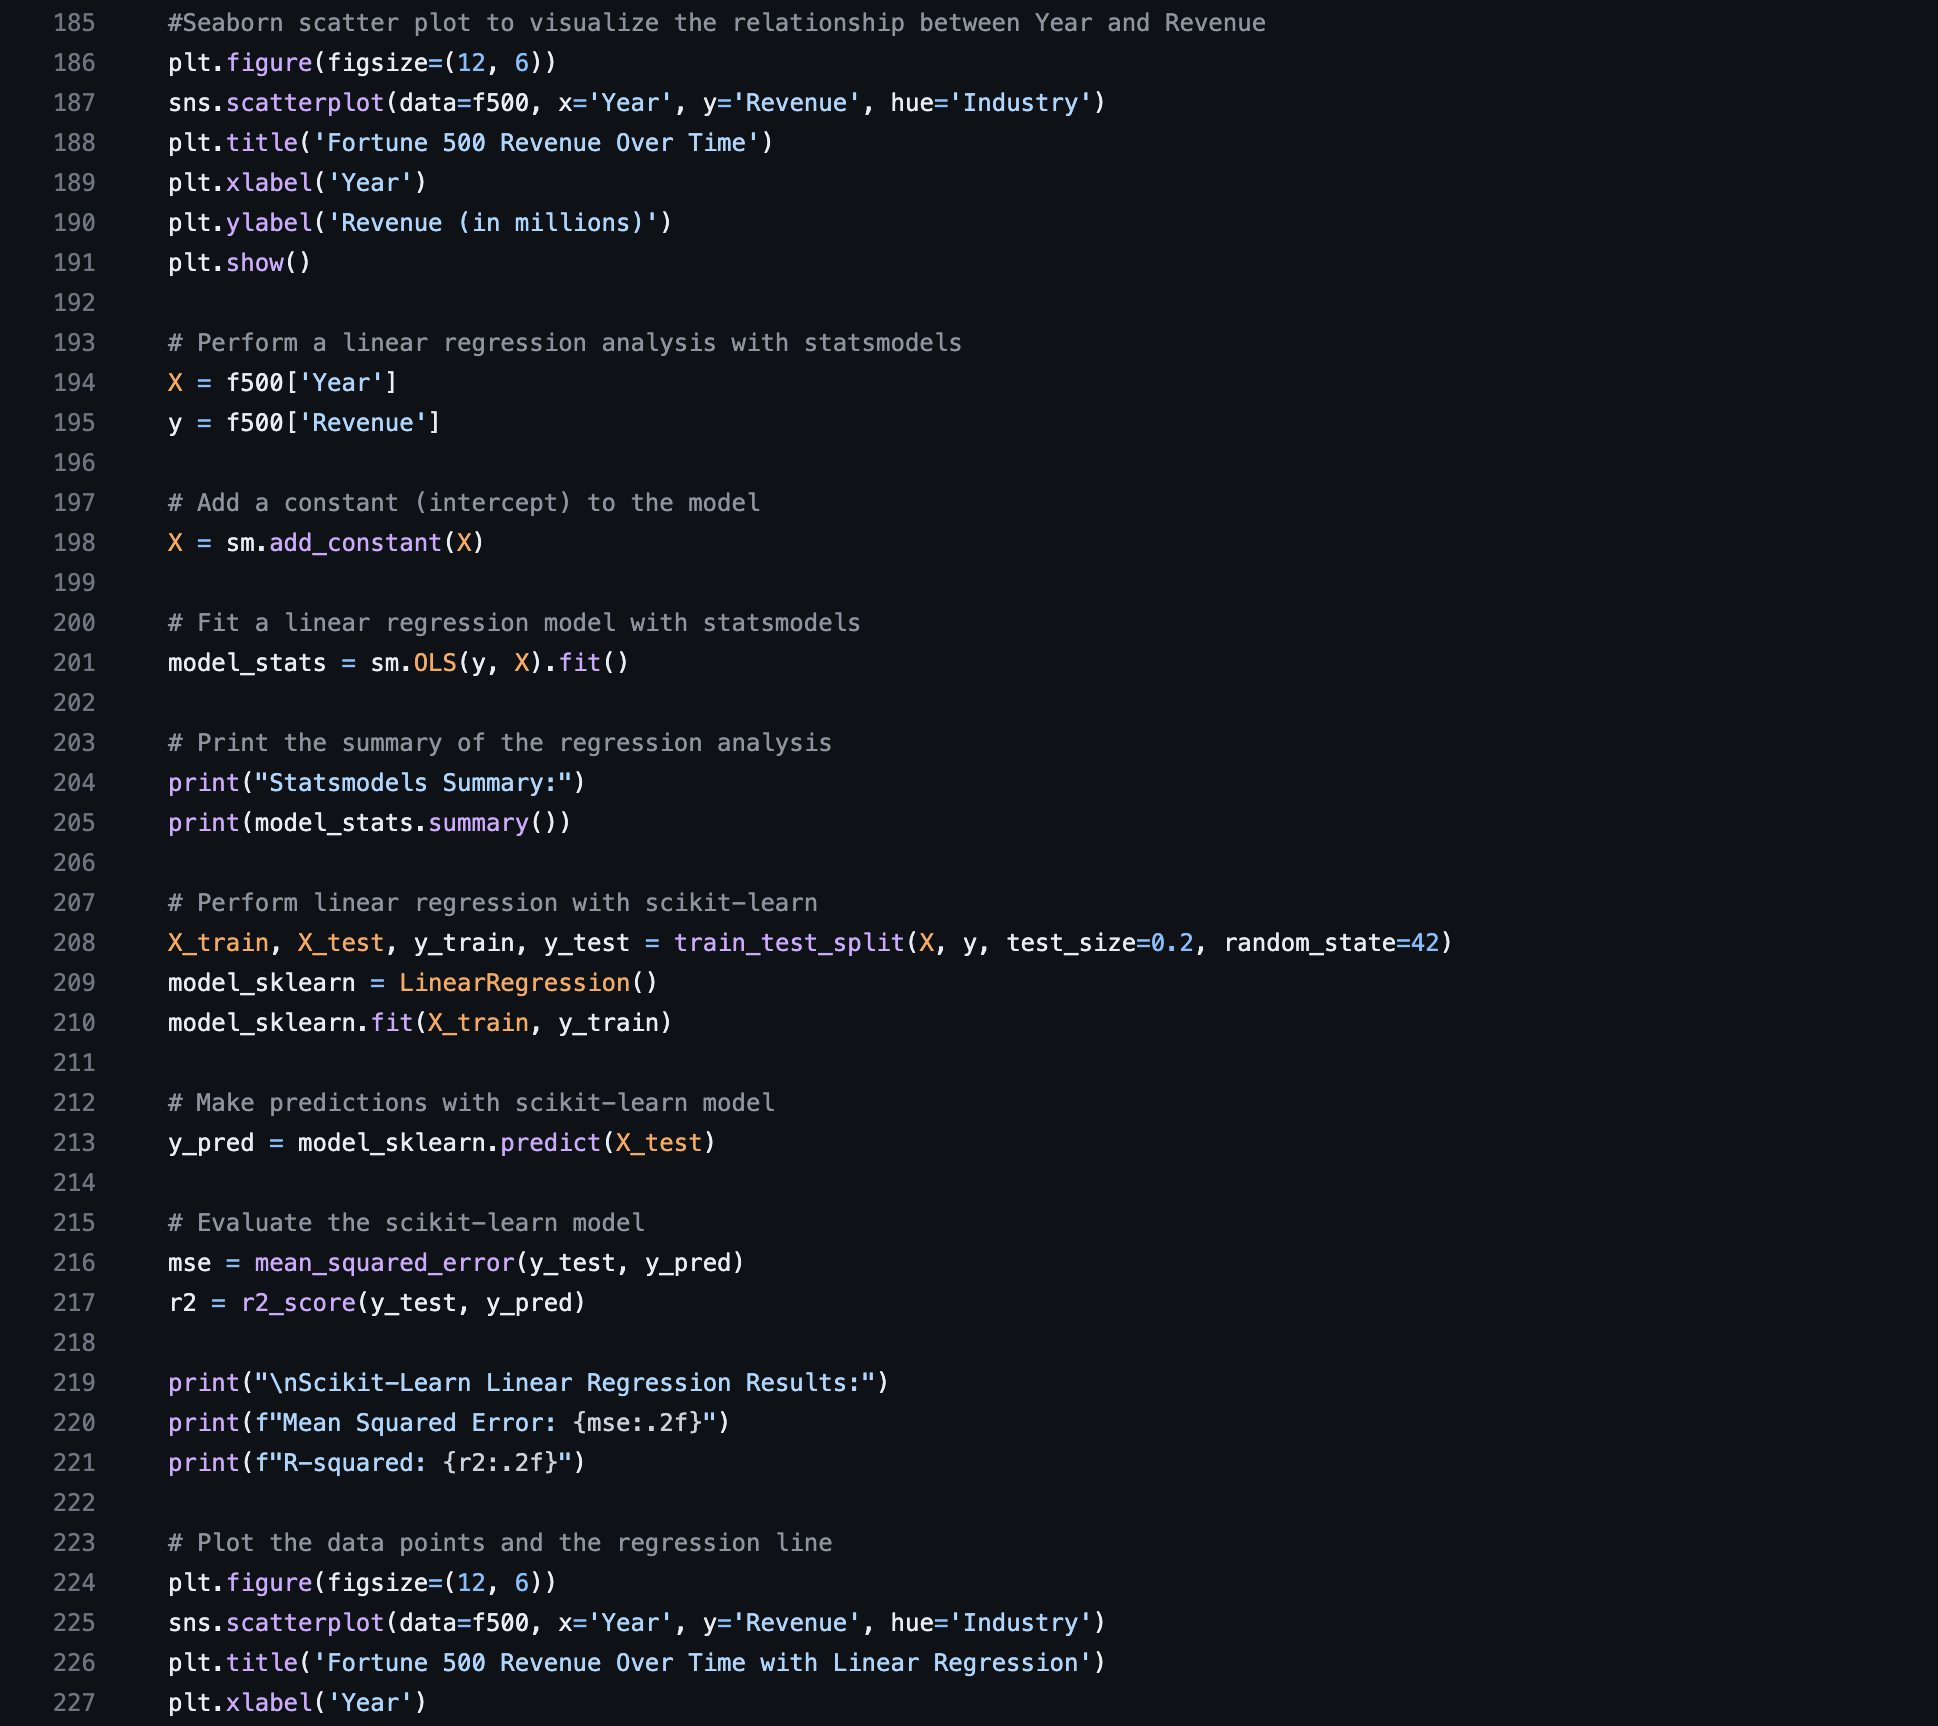 185 #Seaborn scatter plot to visualize the relationship between Year and Revenue
186 plt.figure(figsize=(12, 6))
187 sns.scatterplot(data=f500, x='Year', y='Revenue', hue='Industry')
188 plt.title('Fortune 500 Revenue Over Time')
189 plt.xlabel('Year')
190 plt.ylabel('Revenue (in millions)')
191 plt.show()
192
193 # Perform a linear regression analysis with statsmodels
194 X = f500['Year']
195 y = f500['Revenue']
196
197 # Add a constant (intercept) to the model
198 X = sm.add_constant(X)
199
200 # Fit a linear regression model with statsmodels
201 model_stats = sm.OLS(y, X).fit()
202
203 # Print the summary of the regression analysis
204 print("Statsmodels Summary:")
205 print(model_stats.summary())
206
207 # Perform linear regression with scikit-learn
208 X_train, X_test, y_train, y_test = train_test_split(X, y, test_size=0.2, random_state=42)
209 model_sklearn = LinearRegression()
210 model_sklearn.fit(X_train, y_train)
211
212 # Make predictions with scikit-learn model
213 y_pred = model_sklearn.predict(X_test)
214
215 # Evaluate the scikit-learn model
216 mse = mean_squared_error(y_test, y_pred)
217 r2 = r2_score(y_test, y_pred)
218
219 print("\nScikit-Learn Linear Regression Results:")
220 print(f"Mean Squared Error: {mse:.2f}")
221 print(f"R-squared: {r2:.2f}")
222
223 # Plot the data points and the regression line
224 plt.figure(figsize=(12, 6))
225 sns.scatterplot(data=f500, x='Year', y='Revenue', hue='Industry')
226 plt.title('Fortune 500 Revenue Over Time with Linear Regression')
227 plt.xlabel('Year')